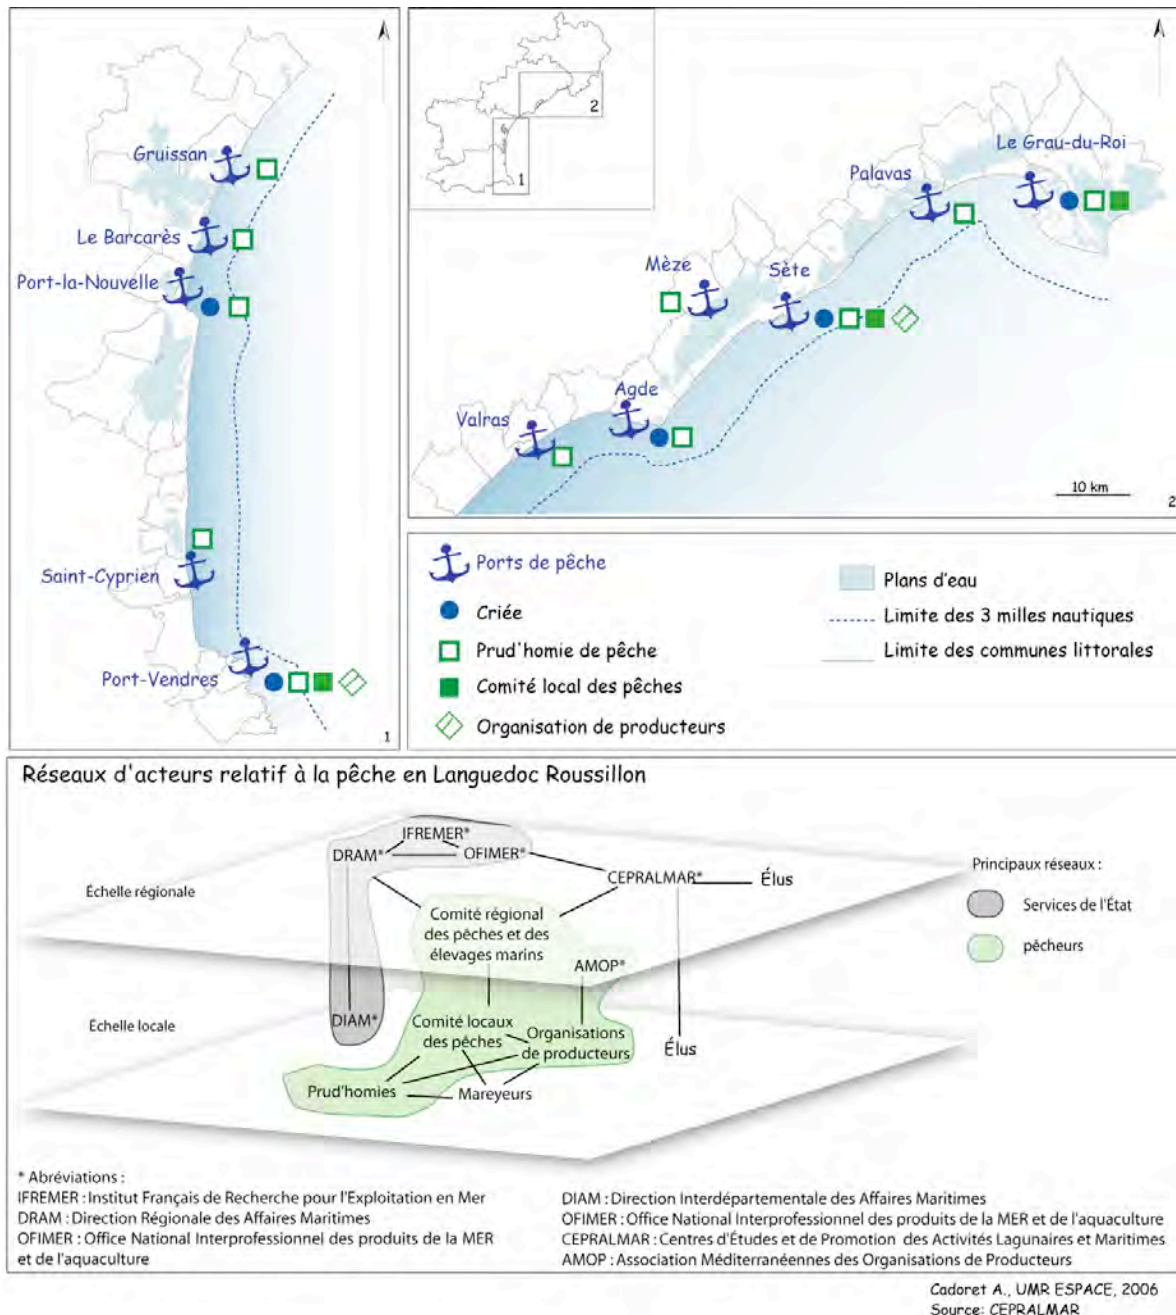 Gruissan
Le Barcarès
Port-la-Nouvelle
Saint-Cyprien
Port-Vendres
1
2
1
Le Grau-du-Roi
Palavas
Mèze
Sète
Agde
Valras
10 km
2
Ports de pêche
Criée
Prud'homie de pêche
Comité local des pêches
Organisation de producteurs
Plans d'eau
Limite des 3 milles nautiques
Limite des communes littorales
Réseaux d'acteurs relatif à la pêche en Languedoc Roussillon
IFREMER*
DRAM*
OFIMER*
CEPRALMAR*
Élus
Échelle régionale
Comité régional
des pêches et des
élevages marins
AMOP*
Principaux réseaux :
Services de l'État
pêcheurs
Échelle locale
DIAM*
Comité locaux
des pêches
Organisations
de producteurs
Élus
Prud'homies
Mareyeurs
* Abréviations :
IFREMER : Institut Français de Recherche pour l'Exploitation en Mer
DRAM : Direction Régionale des Affaires Maritimes
OFIMER : Office National Interprofessionnel des produits de la MER
et de l'aquaculture
DIAM : Direction Interdépartementale des Affaires Maritimes
OFIMER : Office National Interprofessionnel des produits de la MER et de l'aquaculture
CEPRALMAR : Centres d'Études et de Promotion des Activités Lagunaires et Maritimes
AMOP : Association Méditerranéennes des Organisations de Producteurs
Cadoret A., UMR ESPACE, 2006
Source: CEPRALMAR